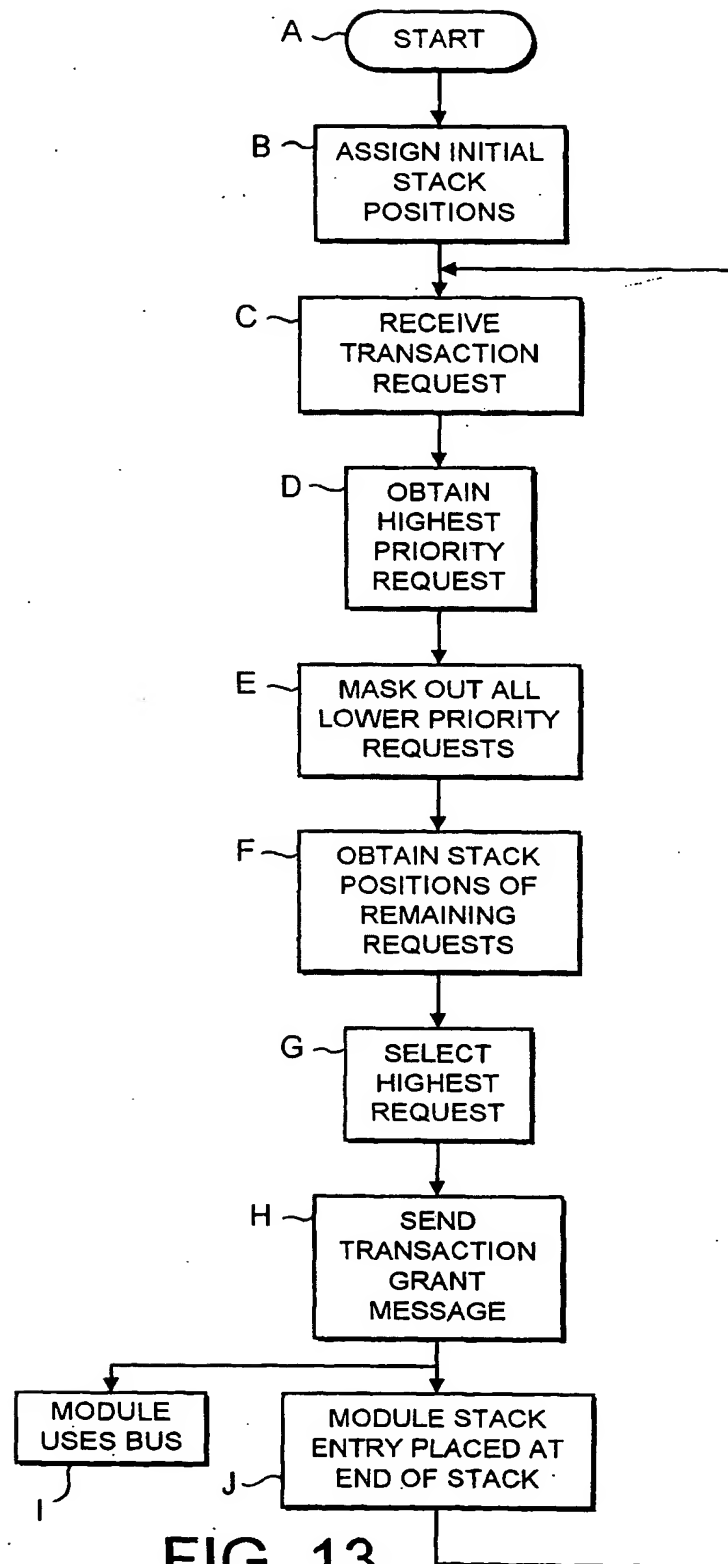 A
START
B
ASSIGN INITIAL
STACK
POSITIONS
C
RECEIVE
TRANSACTION
REQUEST
D
OBTAIN
HIGHEST
PRIORITY
REQUEST
E
MASK OUT ALL
LOWER PRIORITY
REQUESTS
F
OBTAIN STACK
POSITIONS OF
REMAINING
REQUESTS
G
SELECT
HIGHEST
REQUEST
H
SEND
TRANSACTION
GRANT
MESSAGE
MODULE
USES BUS
I
MODULE STACK
ENTRY PLACED AT
END OF STACK
J
FIG. 13